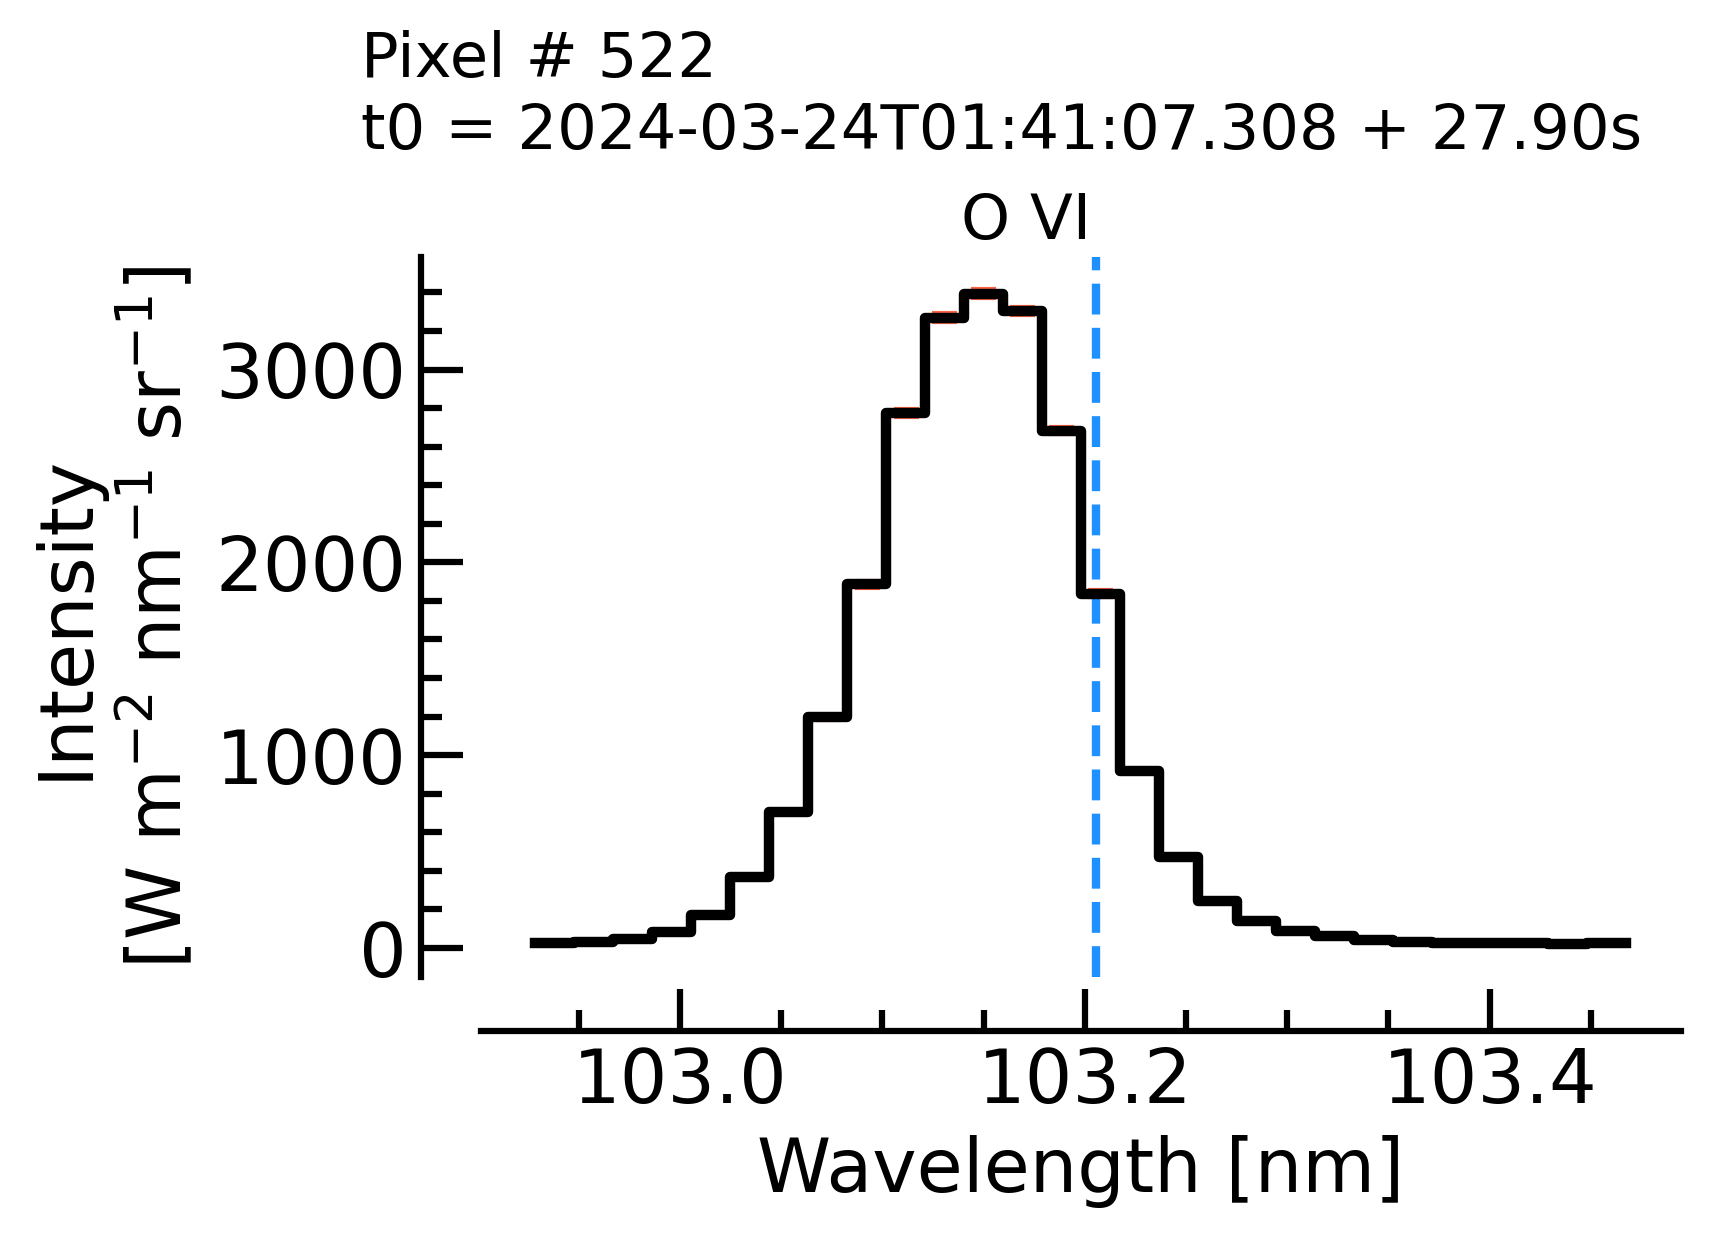 Pixel # 522
t0 = 2024-03-24T01:41:07.308 + 27.90s
O VI
Intensity
[W m⁻² nm⁻¹ sr⁻¹]
3000
2000
1000
0
103.0 103.2 103.4
Wavelength [nm]